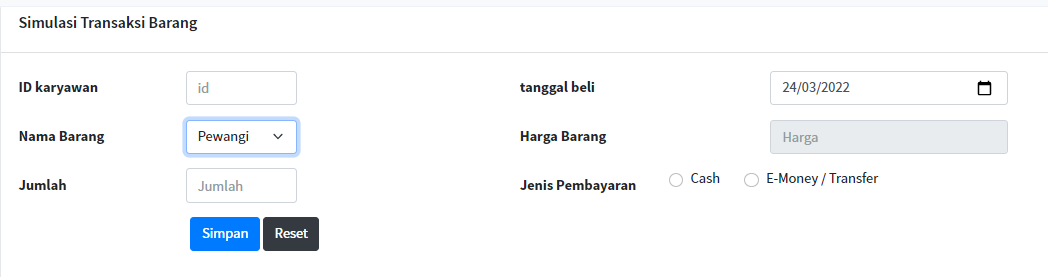 Simulasi Transaksi Barang
ID karyawan
id
tanggal beli
24/03/2022
Nama Barang
Pewangi
Harga Barang
Harga
Jumlah
Jumlah
Jenis Pembayaran
Cash
E-Money / Transfer
Simpan
Reset